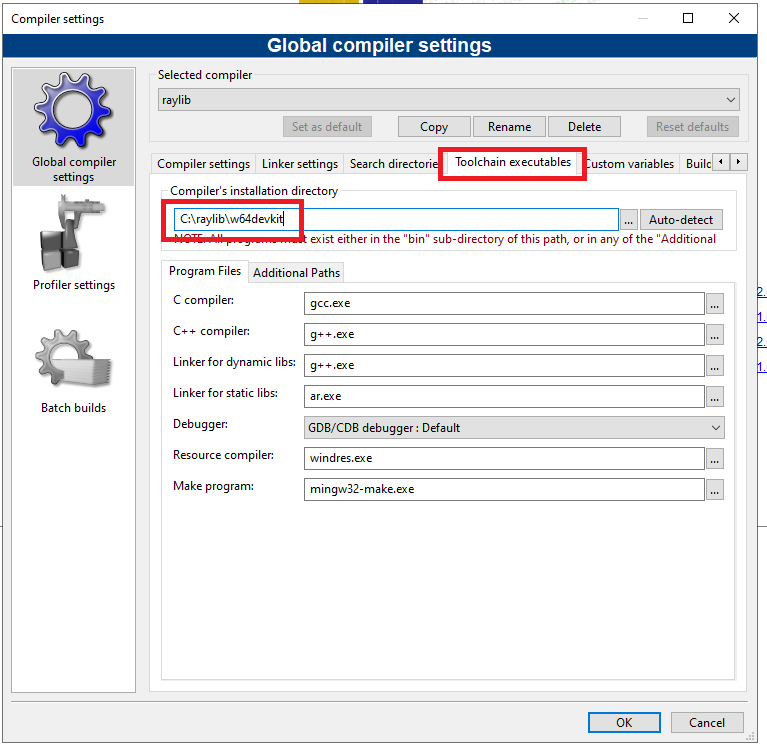 Compiler settings
Global compiler settings
Global compiler settings
Profiler settings
Batch builds
Selected compiler
raylib
Set as default
Copy
Rename
Delete
Reset defaults
Compiler settings
Linker settings
Search directorie
Toolchain executables
Custom variables
Build
Compiler's installation directory
C:\raylib\w64devkit
...
Auto-detect
NOTE: All programs must exist either in the "bin" sub-directory of this path, or in any of the "Additional
Program Files
Additional Paths
C compiler:
gcc.exe
...
C++ compiler:
g++.exe
...
Linker for dynamic libs:
g++.exe
...
Linker for static libs:
ar.exe
...
Debugger:
GDB/CDB debugger : Default
Resource compiler:
windres.exe
...
Make program:
mingw32-make.exe
...
OK
Cancel
2.
1.
2.
1.